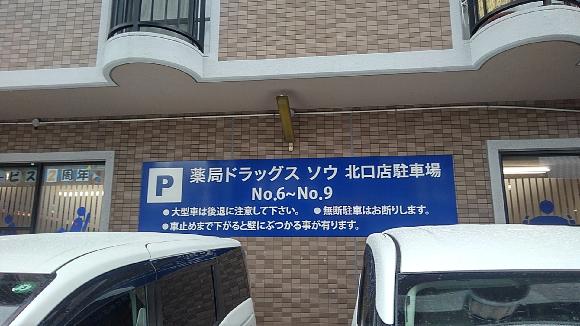 ビス2周年
P 薬局ドラッグス ソウ 北口店駐車場
No.6~No.9
●大型車は後退に注意して下さい。 ●無断駐車はお断りします。
●車止めまで下がると壁にぶつかる事が有ります。